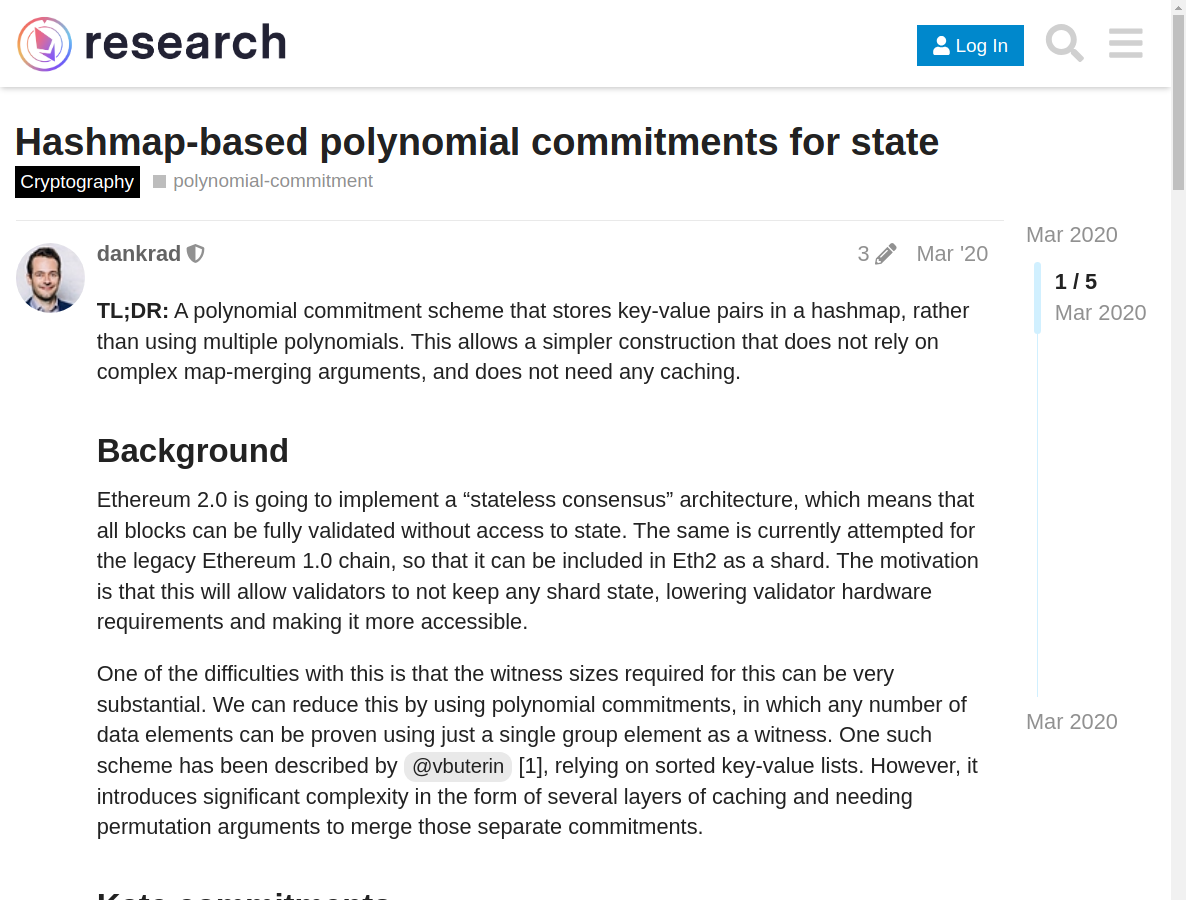 research
Log In
Hashmap-based polynomial commitments for state
Cryptography polynomial-commitment
dankrad 3 Mar '20
TL;DR: A polynomial commitment scheme that stores key-value pairs in a hashmap, rather
than using multiple polynomials. This allows a simpler construction that does not rely on
complex map-merging arguments, and does not need any caching.
Background
Ethereum 2.0 is going to implement a “stateless consensus” architecture, which means that
all blocks can be fully validated without access to state. The same is currently attempted for
the legacy Ethereum 1.0 chain, so that it can be included in Eth2 as a shard. The motivation
is that this will allow validators to not keep any shard state, lowering validator hardware
requirements and making it more accessible.
One of the difficulties with this is that the witness sizes required for this can be very
substantial. We can reduce this by using polynomial commitments, in which any number of
data elements can be proven using just a single group element as a witness. One such
scheme has been described by @vbuterin [1], relying on sorted key-value lists. However, it
introduces significant complexity in the form of several layers of caching and needing
permutation arguments to merge those separate commitments.
Kate commitments
Mar 2020
1 / 5
Mar 2020
Mar 2020